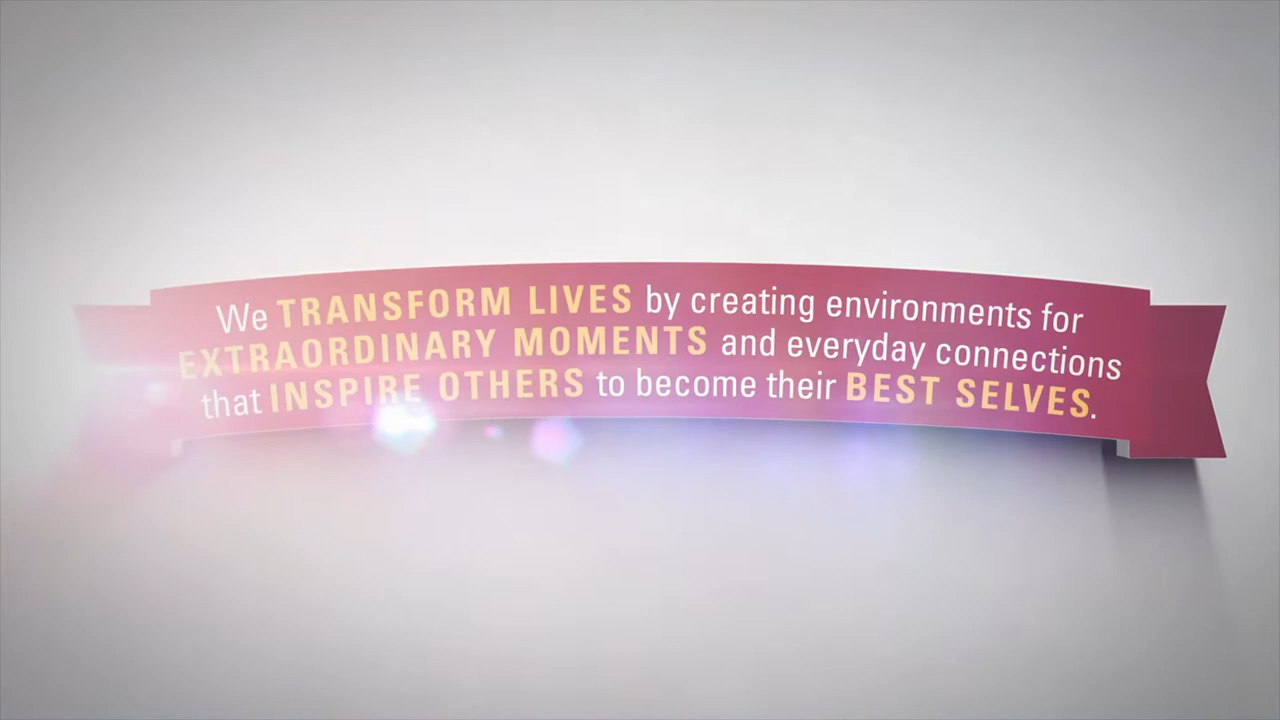 We TRANSFORM LIVES by creating environments for
EXTRAORDINARY MOMENTS and everyday connections
that INSPIRE OTHERS to become their BEST SELVES.